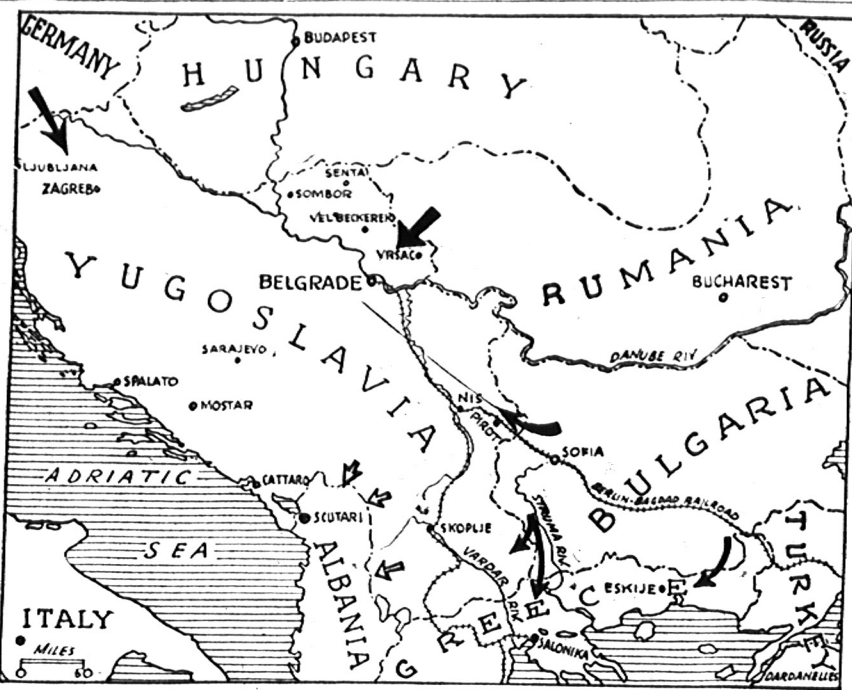 GERMANY
BUDAPEST
RUSSIA
HUNGARY
LJUBLJANA
ZAGREB
SENTA
SOMBOR
VEL BECKEREK
VRSAC
BELGRADE
YUGOSLAVIA
RUMANIA
BUCHAREST
SARAJEVO
DANUBE RIV
SPALATO
MOSTAR
NIS
PIROT
BULGARIA
SOFIA
ADRIATIC
SEA
CATTARO
SCUTARI
BERLIN-BAGDAD RAILROAD
STRUMA RIV
SKOPLJE
VARDAR RIV
TURKEY
ALBANIA
ESKIJE
GREECE
ITALY
MILES
0 60
SALONIKA
DARDANELLES